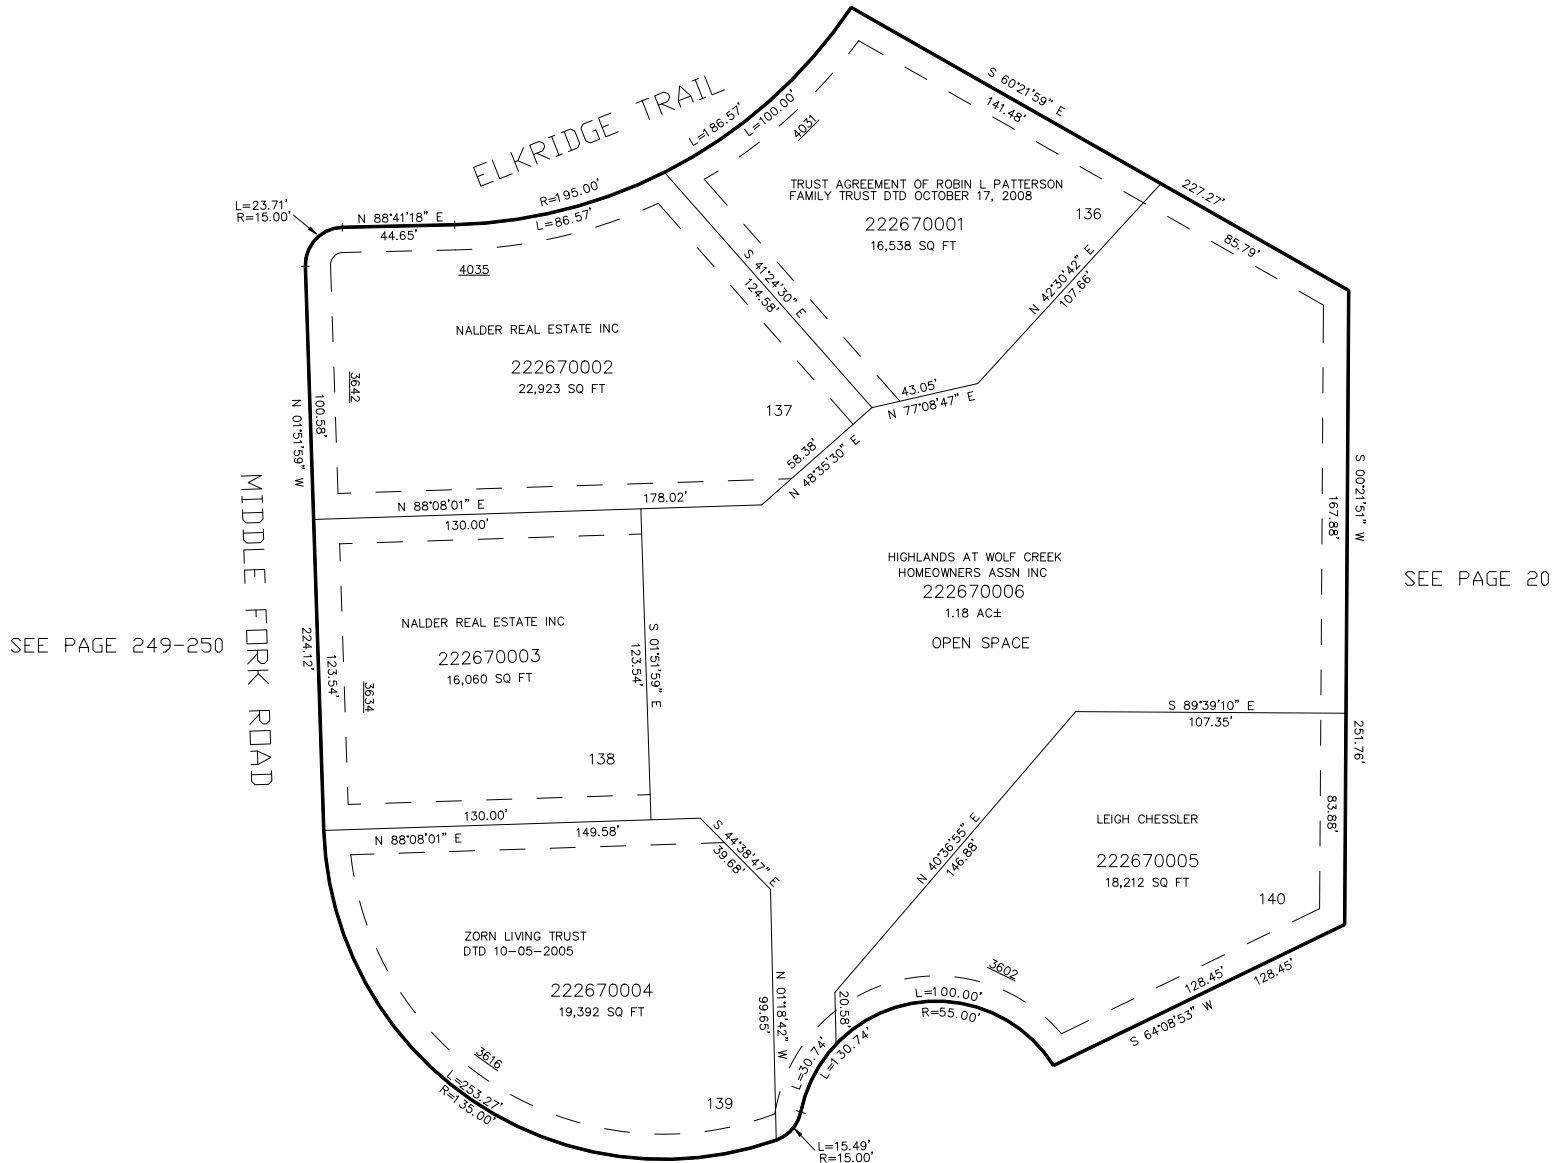 ELKRIDGE TRAIL
S 60°21'59" E
141.48'
L=186.57'
L=100.00'
4031
227.27'
85.79'
TRUST AGREEMENT OF ROBIN L PATTERSON
FAMILY TRUST DTD OCTOBER 17, 2008
222670001
16,538 SQ FT
136
L=23.71'
R=15.00'
N 88°41'18" E
44.65'
R=195.00'
L=86.57'
4035
S 41°24'30" E
124.58'
N 42°30'42" E
107.66'
NALDER REAL ESTATE INC
222670002
22,923 SQ FT
137
3642
100.58'
N 01°51'59" W
43.05'
N 77°08'47" E
58.38'
N 48°35'30" E
N 88°08'01" E
178.02'
130.00'
S 00°21'51" W
167.88'
MIDDLE FORK ROAD
HIGHLANDS AT WOLF CREEK
HOMEOWNERS ASSN INC
222670006
1.18 AC±
OPEN SPACE
SEE PAGE 20
SEE PAGE 249-250
224.12'
123.54'
3634
NALDER REAL ESTATE INC
222670003
16,060 SQ FT
138
123.54'
S 01°51'59" E
S 89°39'10" E
107.35'
251.76'
83.88'
130.00'
N 88°08'01" E
149.58'
S 44°38'47" E
39.68'
N 40°36'55" E
146.88'
LEIGH CHESSLER
222670005
18,212 SQ FT
140
ZORN LIVING TRUST
DTD 10-05-2005
222670004
19,392 SQ FT
139
3616
L=253.27'
R=135.00'
99.65'
N 01°18'42" W
20.58'
L=30.74'
L=130.74'
L=100.00'
R=55.00'
3602
128.45'
128.45'
S 64°08'53" W
L=15.49'
R=15.00'